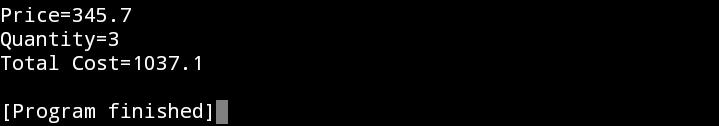 Price=345.7
Quantity=3
Total Cost=1037.1
[Program finished]